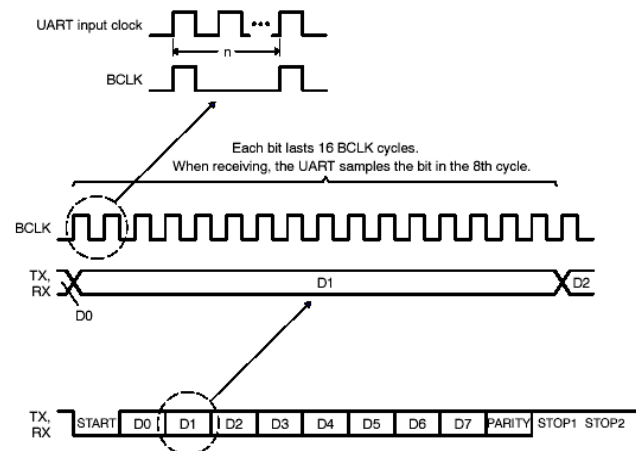 UART input clock
n
BCLK
Each bit lasts 16 BCLK cycles.
When receiving, the UART samples the bit in the 8th cycle.
BCLK
TX,
RX
D1
D2
D0
TX,
RX
START D0 D1 D2 D3 D4 D5 D6 D7 PARITY STOP1 STOP2